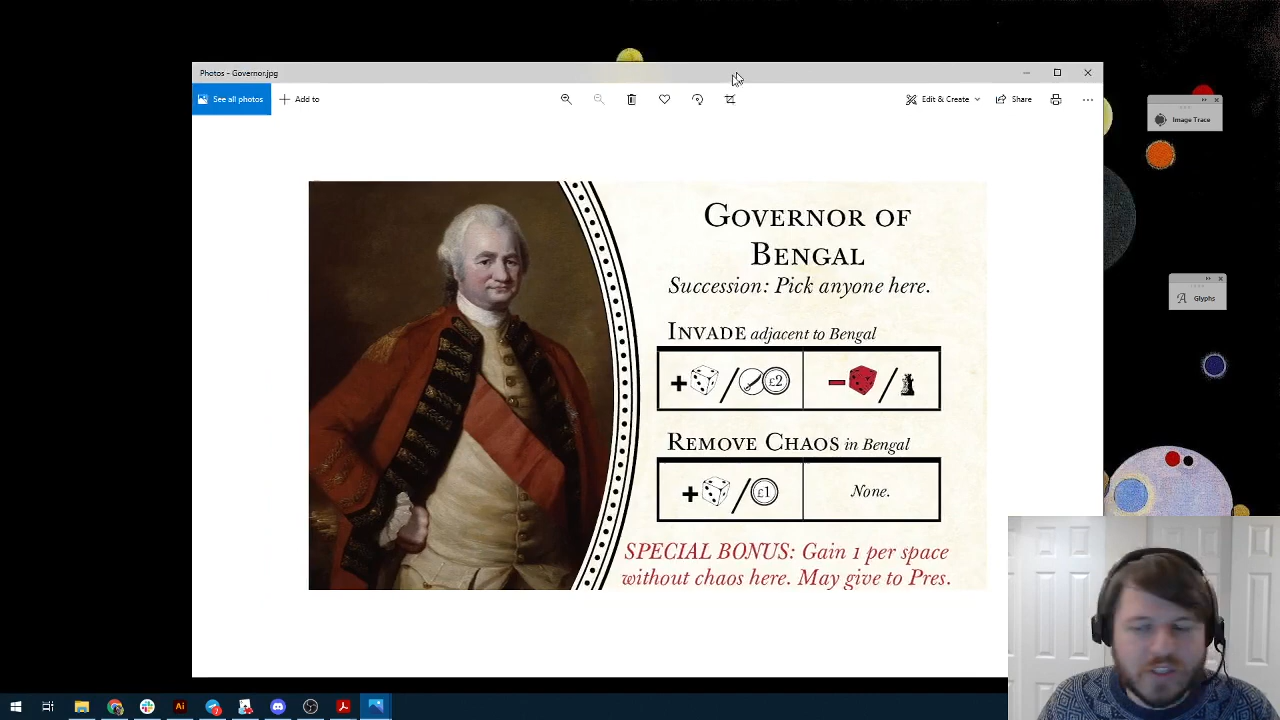 Photos - Governor.jpg
See all photos
Add to
Edit & Create
Share
Image Trace
Glyphs
GOVERNOR OF
BENGAL
Succession: Pick anyone here.
INVADE adjacent to Bengal
+ / £2
- /
REMOVE CHAOS in Bengal
+ / £1
None.
SPECIAL BONUS: Gain 1 per space
without chaos here. May give to Pres.
Ai